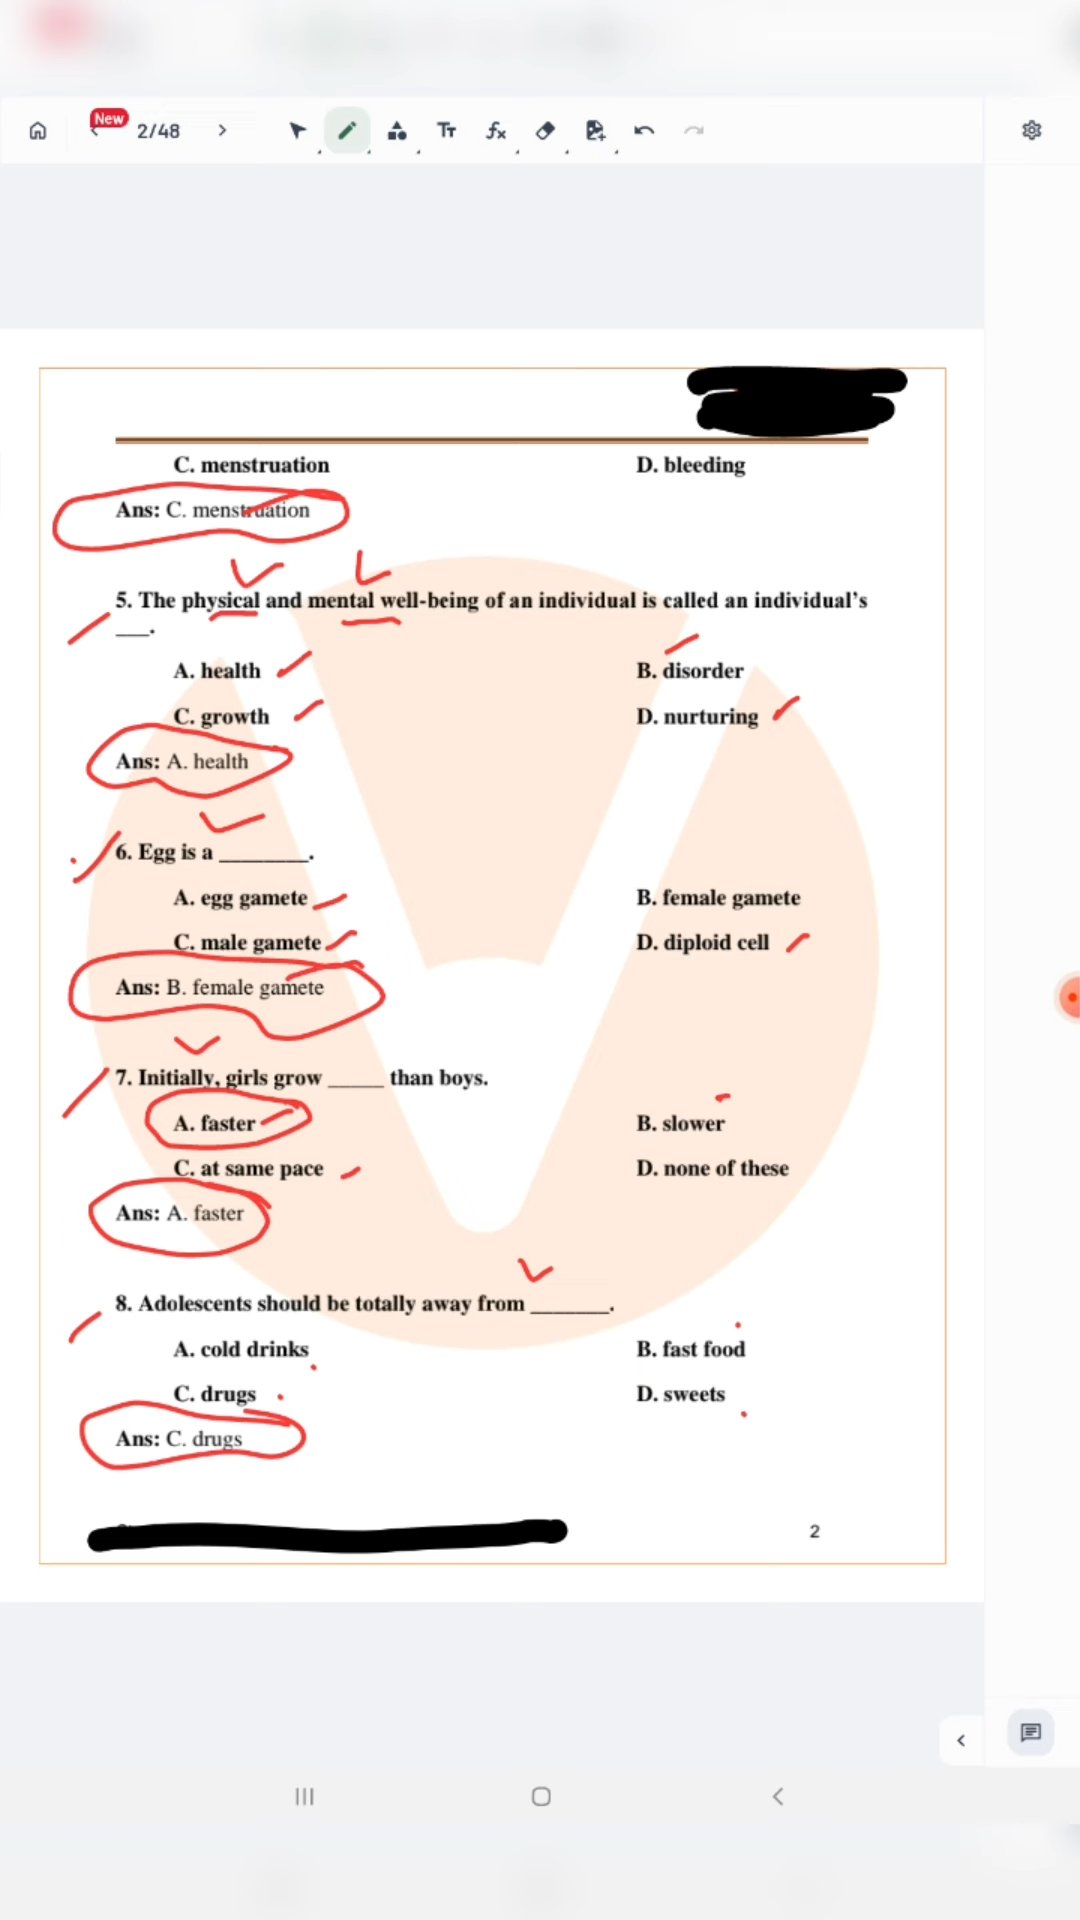 New
2/48
Tт
fx
C. menstruation D. bleeding
Ans: C. menstruation
5. The physical and mental well-being of an individual is called an individual's
___.
A. health B. disorder
C. growth D. nurturing
Ans: A. health
6. Egg is a ________.
A. egg gamete B. female gamete
C. male gamete D. diploid cell
Ans: B. female gamete
7. Initially, girls grow _____ than boys.
A. faster B. slower
C. at same pace D. none of these
Ans: A. faster
8. Adolescents should be totally away from _______.
A. cold drinks B. fast food
C. drugs D. sweets
Ans: C. drugs
2